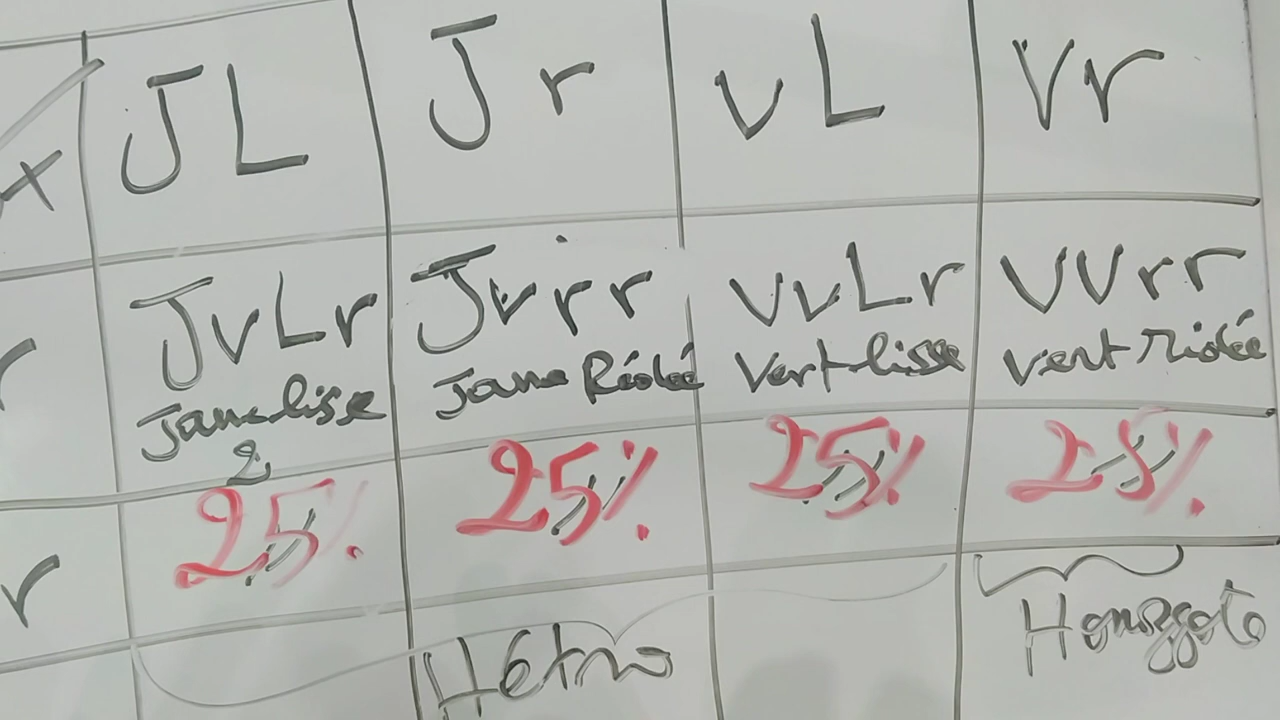 x JL Jr vL Vr
r JvLr Jvrr vvLr vvrr
Jaune lisse Jaune Ridée Vert lisse vert Ridée
2
25% 25% 25% 25%
r
Hétéro Homozygote